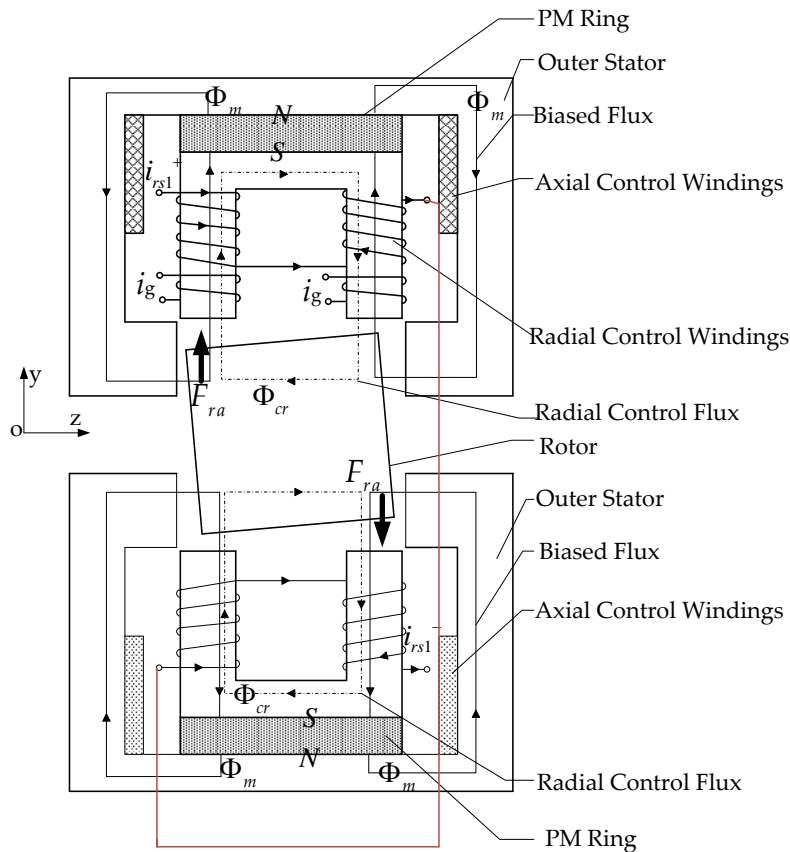 PM Ring
Outer Stator
Φm N Φm
Biased Flux
S
irs1+
Axial Control Windings
ig ig
Radial Control Windings
y
Fra Φcr
Radial Control Flux
o z
Rotor
Fra
Outer Stator
Biased Flux
Axial Control Windings
irs1−
Φcr S
N
Φm Φm
Radial Control Flux
PM Ring